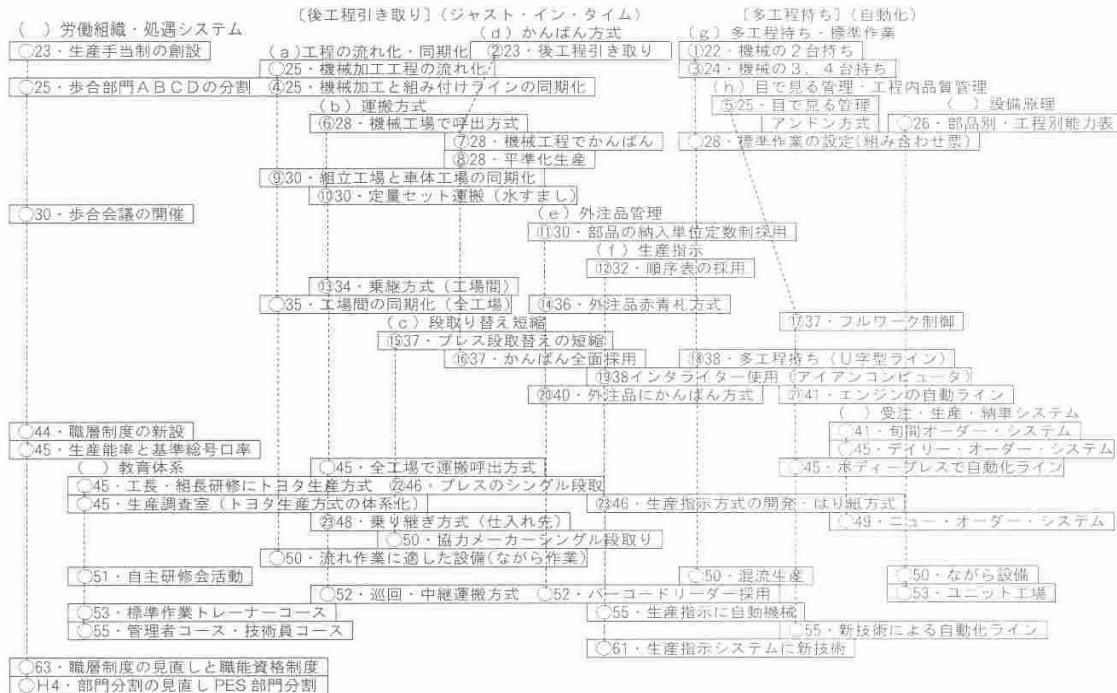 〔後工程引き取り〕（ジャスト・イン・タイム）　〔多工程持ち〕（自動化）
（　）労働組織・処遇システム　（d）かんばん方式　（g）多工程持ち・標準作業
○23・生産手当制の創設　（a）工程の流れ化・同期化　②23・後工程引き取り　①22・機械の２台持ち
○25・機械加工工程の流れ化　③24・機械の３，４台持ち
○25・歩合部門ＡＢＣＤの分割　④25・機械加工と組み付けラインの同期化　（h）目で見る管理・工程内品質管理
（b）運搬方式　⑤25・目で見る管理　（　）設備原理
⑥28・機械工場で呼出方式　アンドン方式　○26・部品別・工程別能力表
⑦28・機械工程でかんばん　○28・標準作業の設定(組み合わせ票)
⑧28・平準化生産
⑨30・組立工場と車体工場の同期化
⑩30・定量セット運搬（水すまし）
○30・歩合会議の開催　（e）外注品管理
⑪30・部品の納入単位定数制採用
（f）生産指示
⑫32・順序表の採用
⑬34・乗継方式（工場間）
○35・工場間の同期化（全工場）　⑭36・外注品赤青札方式
（c）段取り替え短縮　⑰37・フルワーク制御
⑮37・プレス段取替えの短縮
⑯37・かんばん全面採用　⑱38・多工程持ち（Ｕ字型ライン）
⑲38インタライター使用（アイアンコンピュータ）
⑳40・外注品にかんばん方式　㉑41・エンジンの自動ライン
（　）受注・生産・納車システム
○44・職層制度の新設　○41・旬間オーダー・システム
○45・生産能率と基準総号口率　○45・デイリー・オーダー・システム
（　）教育体系　○45・全工場で運搬呼出方式　○45・ボディープレスで自動化ライン
○45・工長・組長研修にトヨタ生産方式　㉒46・プレスのシングル段取
○45・生産調査室（トヨタ生産方式の体系化）　㉓46・生産指示方式の開発・はり紙方式
㉓48・乗り継ぎ方式（仕入れ先）　○49・ニュー・オーダー・システム
○50・協力メーカーシングル段取り
○50・流れ作業に適した設備(ながら作業)
○51・自主研修会活動　○50・混流生産　○50・ながら設備
○52・巡回・中継運搬方式　○52・バーコードリーダー採用　○53・ユニット工場
○53・標準作業トレーナーコース　○55・生産指示に自動機械
○55・管理者コース・技術員コース　○55・新技術による自動化ライン
○61・生産指示システムに新技術
○63・職層制度の見直しと職能資格制度
○H4・部門分割の見直しPES部門分割